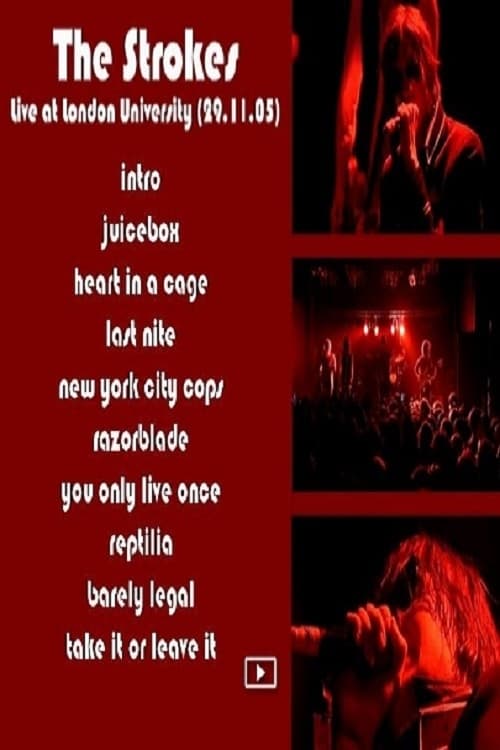 The Strokes
Live at London University (29.11.05)
intro
juicebox
heart in a cage
last nite
new york city cops
razorblade
you only live once
reptilia
barely legal
take it or leave it